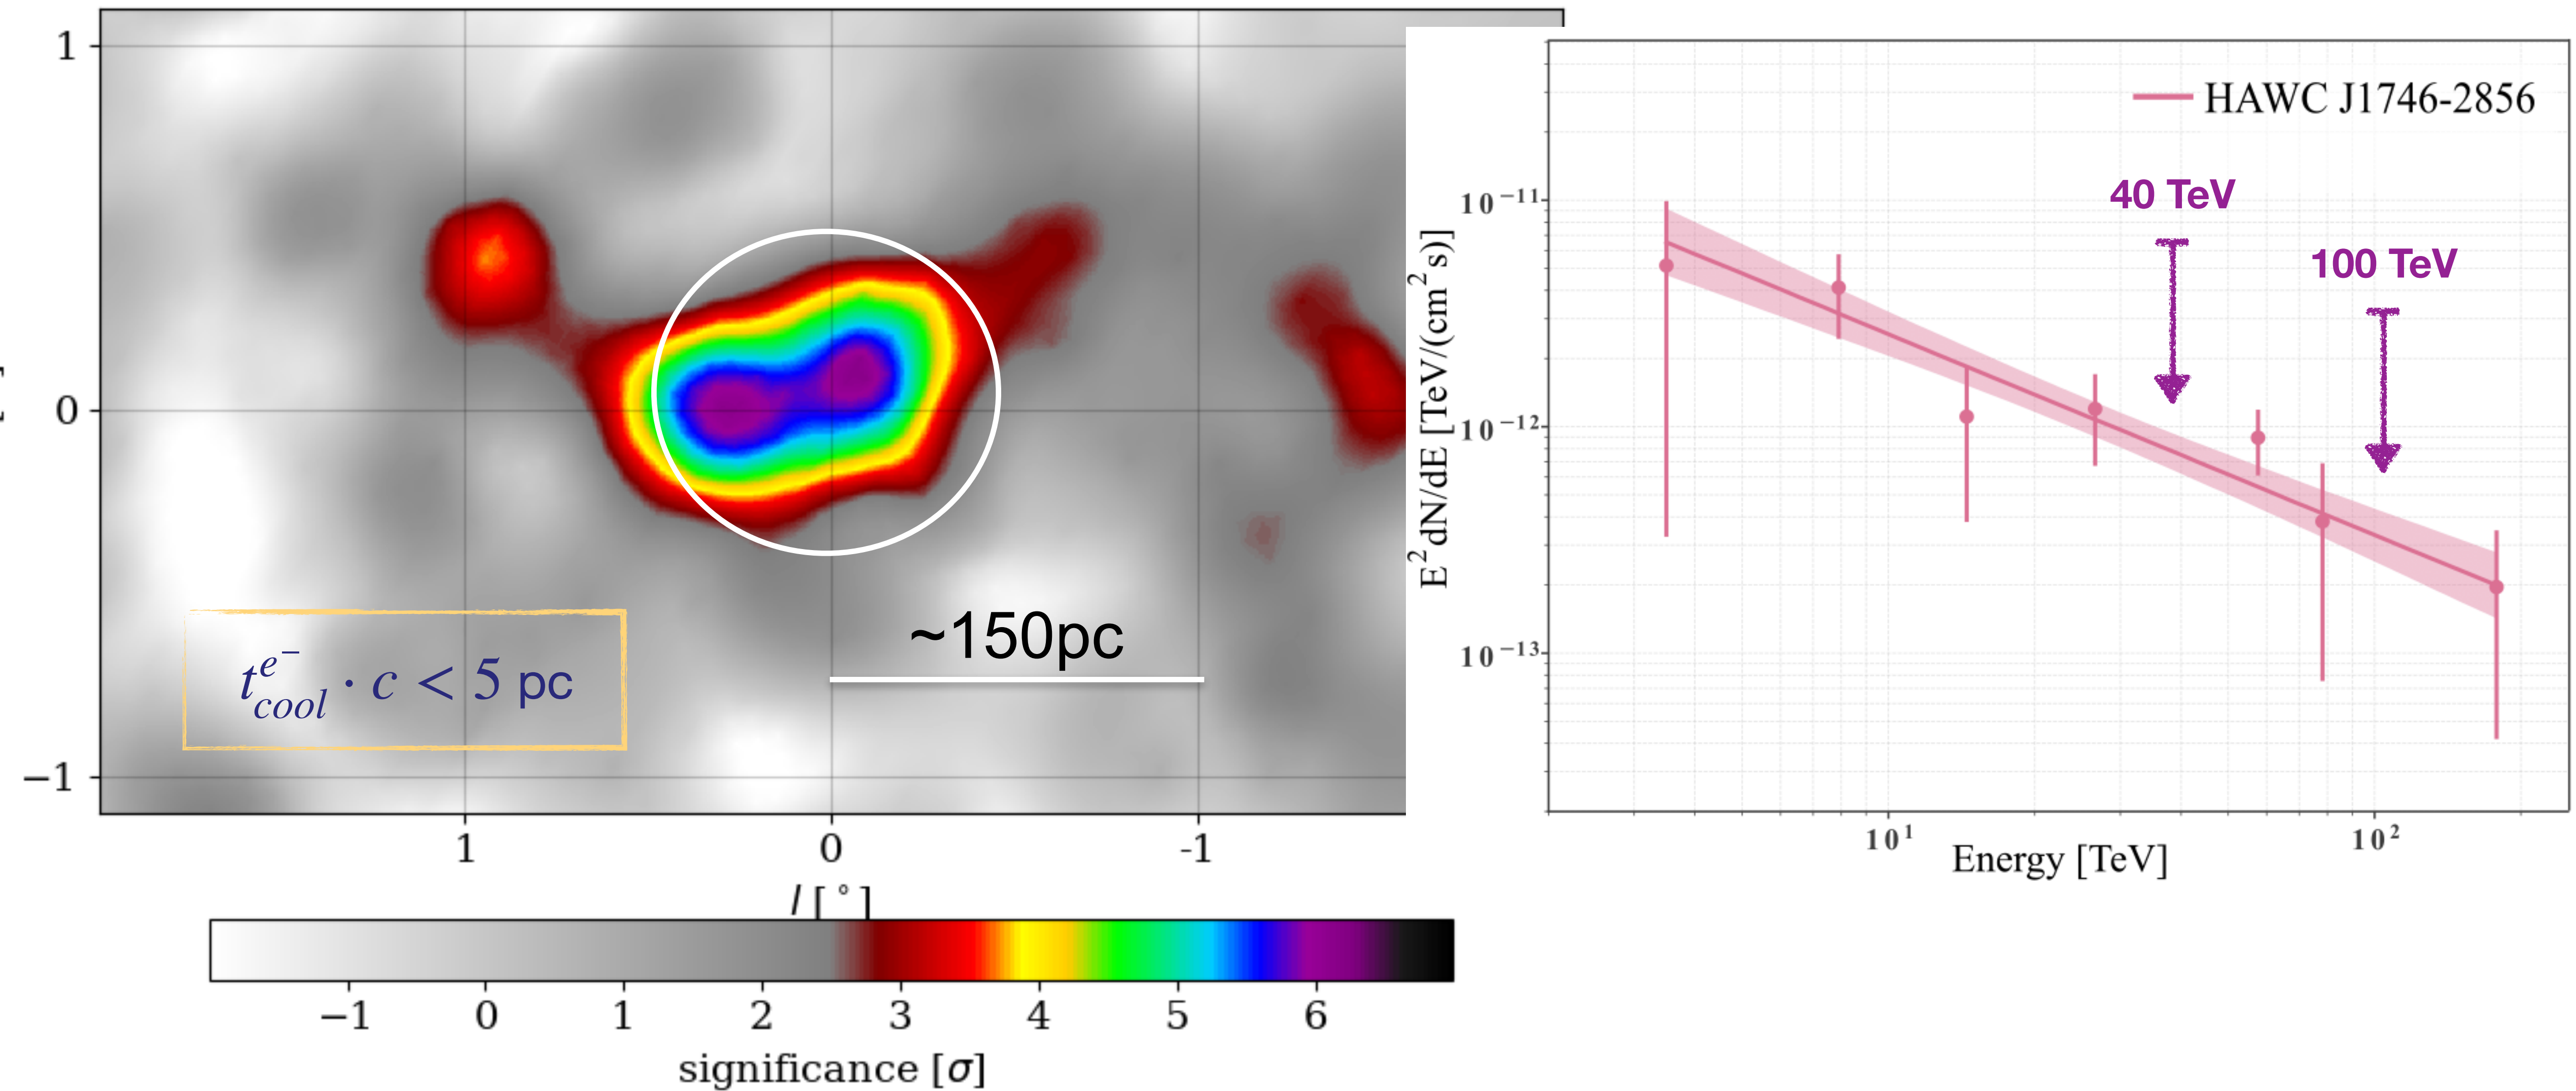 1
0
−1
1
0
-1
l [°]
~150pc
t_{cool}^{e^-} · c < 5 pc
−1
0
1
2
3
4
5
6
significance [σ]
HAWC J1746-2856
40 TeV
100 TeV
E^2 dN/dE [TeV/(cm^2 s)]
10^{−11}
10^{−12}
10^{−13}
10^1
10^2
Energy [TeV]